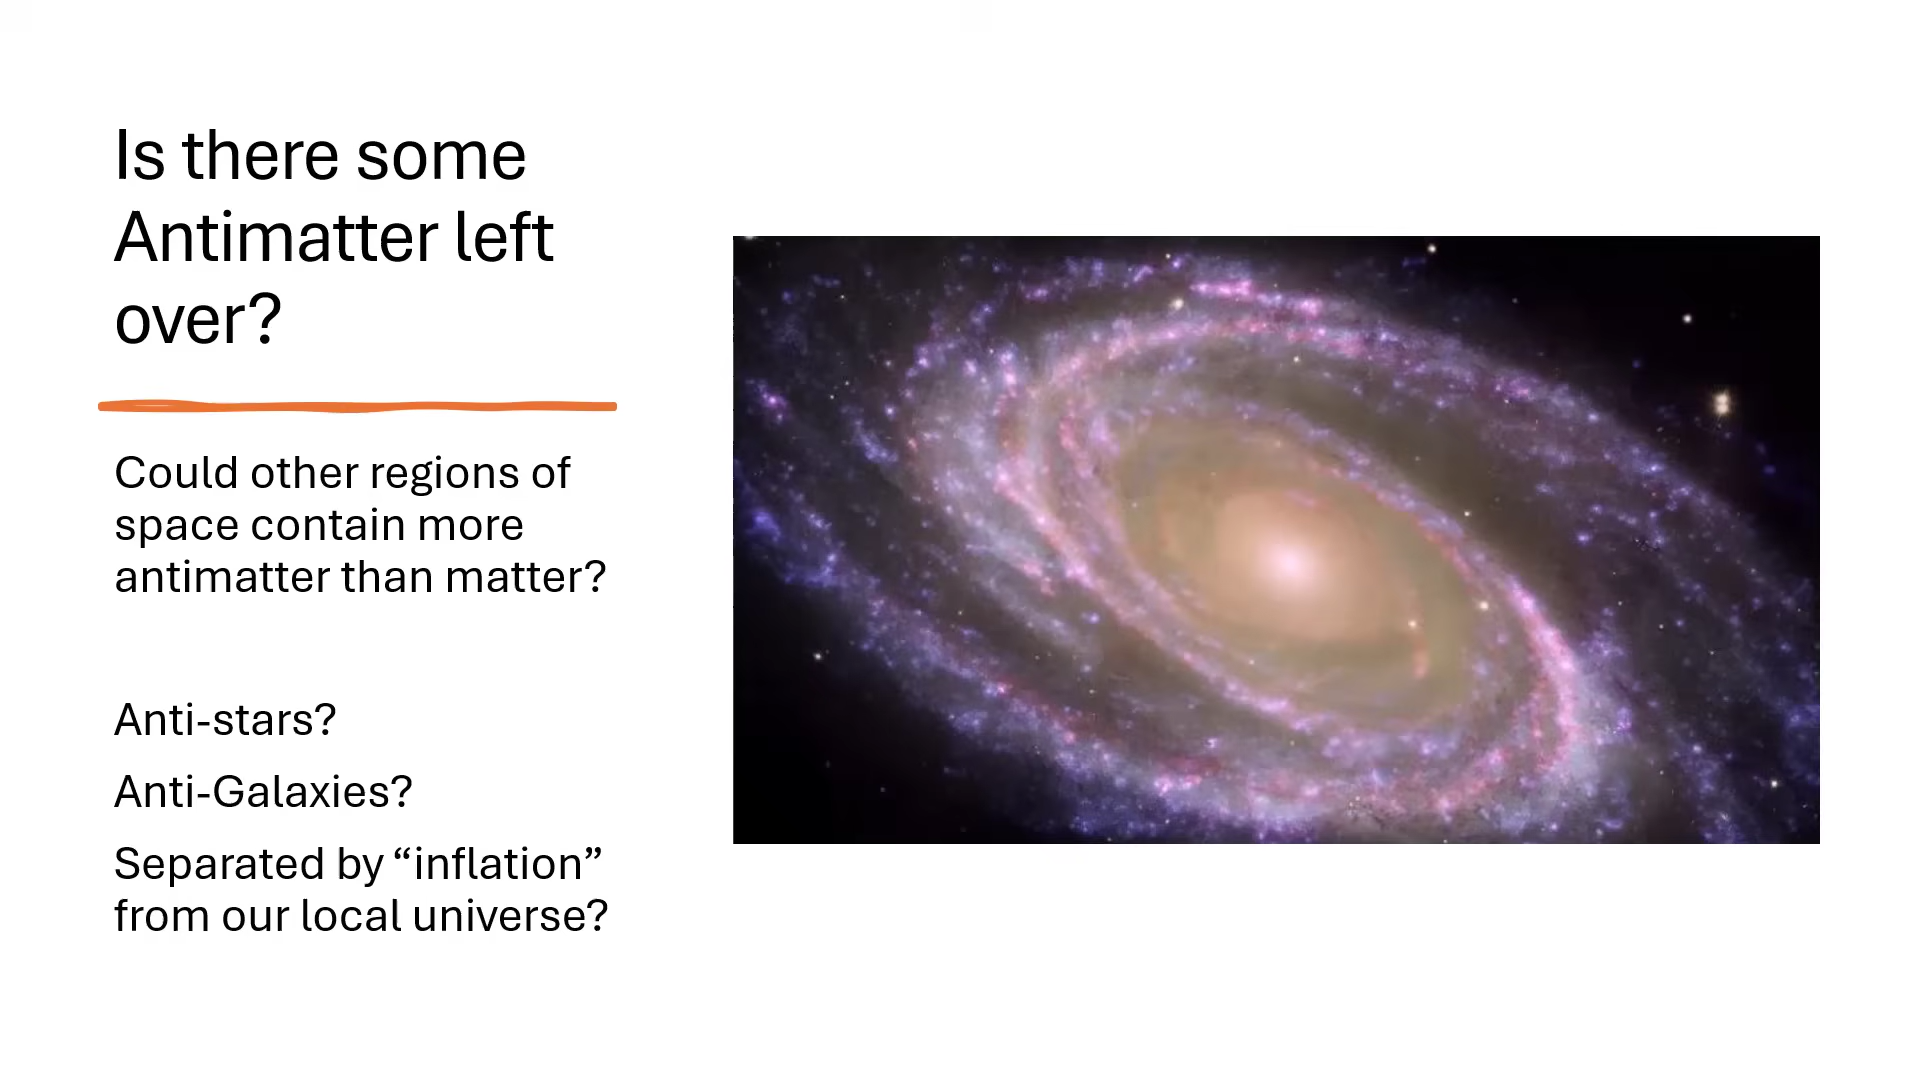 Is there some
Antimatter left
over?
Could other regions of
space contain more
antimatter than matter?
Anti-stars?
Anti-Galaxies?
Separated by “inflation”
from our local universe?